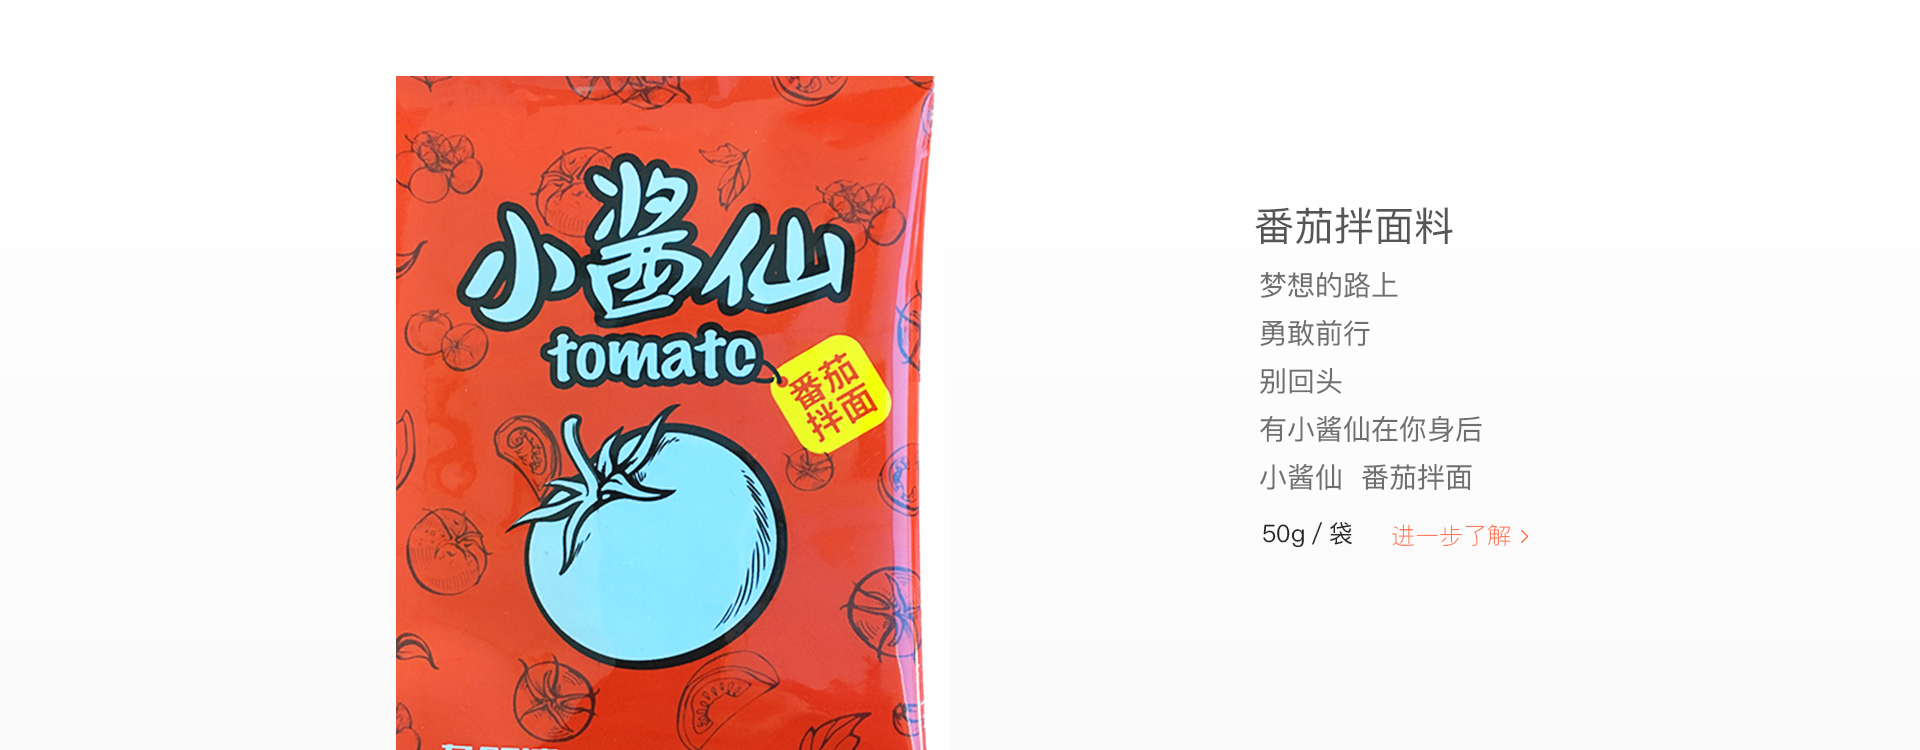 小酱仙
tomato
番茄
拌面
番茄拌面料
梦想的路上
勇敢前行
别回头
有小酱仙在你身后
小酱仙 番茄拌面
50g / 袋 进一步了解 >